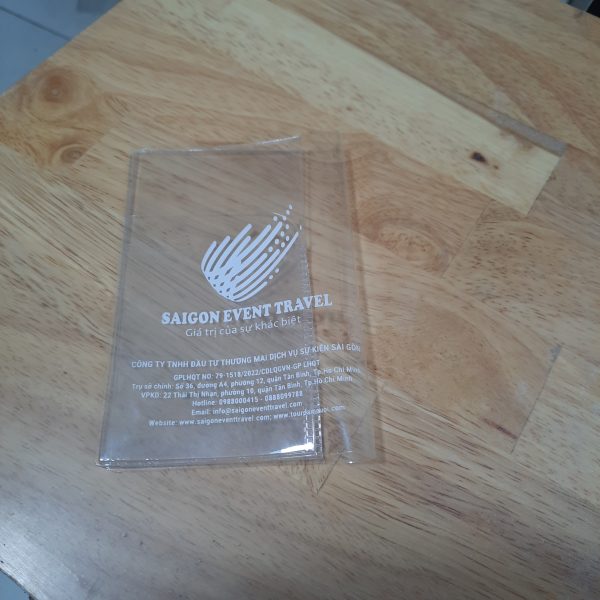 SAIGON EVENT TRAVEL
Giá trị của sự khác biệt
CÔNG TY TNHH ĐẦU TƯ THƯƠNG MẠI DỊCH VỤ SỰ KIỆN SÀI GÒN
GPLHQT NO: 79-1518/2022/CDLQGVN-GP LHQT
Trụ sở chính: Số 36, đường A4, phường 12, quận Tân Bình, Tp.Hồ Chí Minh
VPKD: 22 Thái Thị Nhạn, phường 10, quận Tân Bình, Tp.Hồ Chí Minh
Hotline: 0988000415 - 0888099788
Email: info@saigoneventtravel.com
Website: www.saigoneventtravel.com;